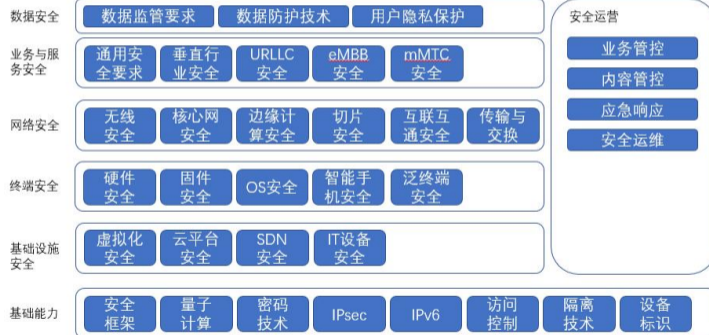 数据安全
数据监管要求 数据防护技术 用户隐私保护
业务与服
务安全
通用安
全要求
垂直行
业安全
URLLC
安全
eMBB
安全
mMTC
安全
网络安全
无线
安全
核心网
安全
边缘计
算安全
切片
安全
互联互
通安全
传输与
交换
终端安全
硬件
安全
固件
安全
OS安全
智能手
机安全
泛终端
安全
基础设施
安全
虚拟化
安全
云平台
安全
SDN
安全
IT设备
安全
基础能力
安全
框架
量子
计算
密码
技术
IPsec
IPv6
访问
控制
隔离
技术
设备
标识
安全运营
业务管控
内容管控
应急响应
安全运维